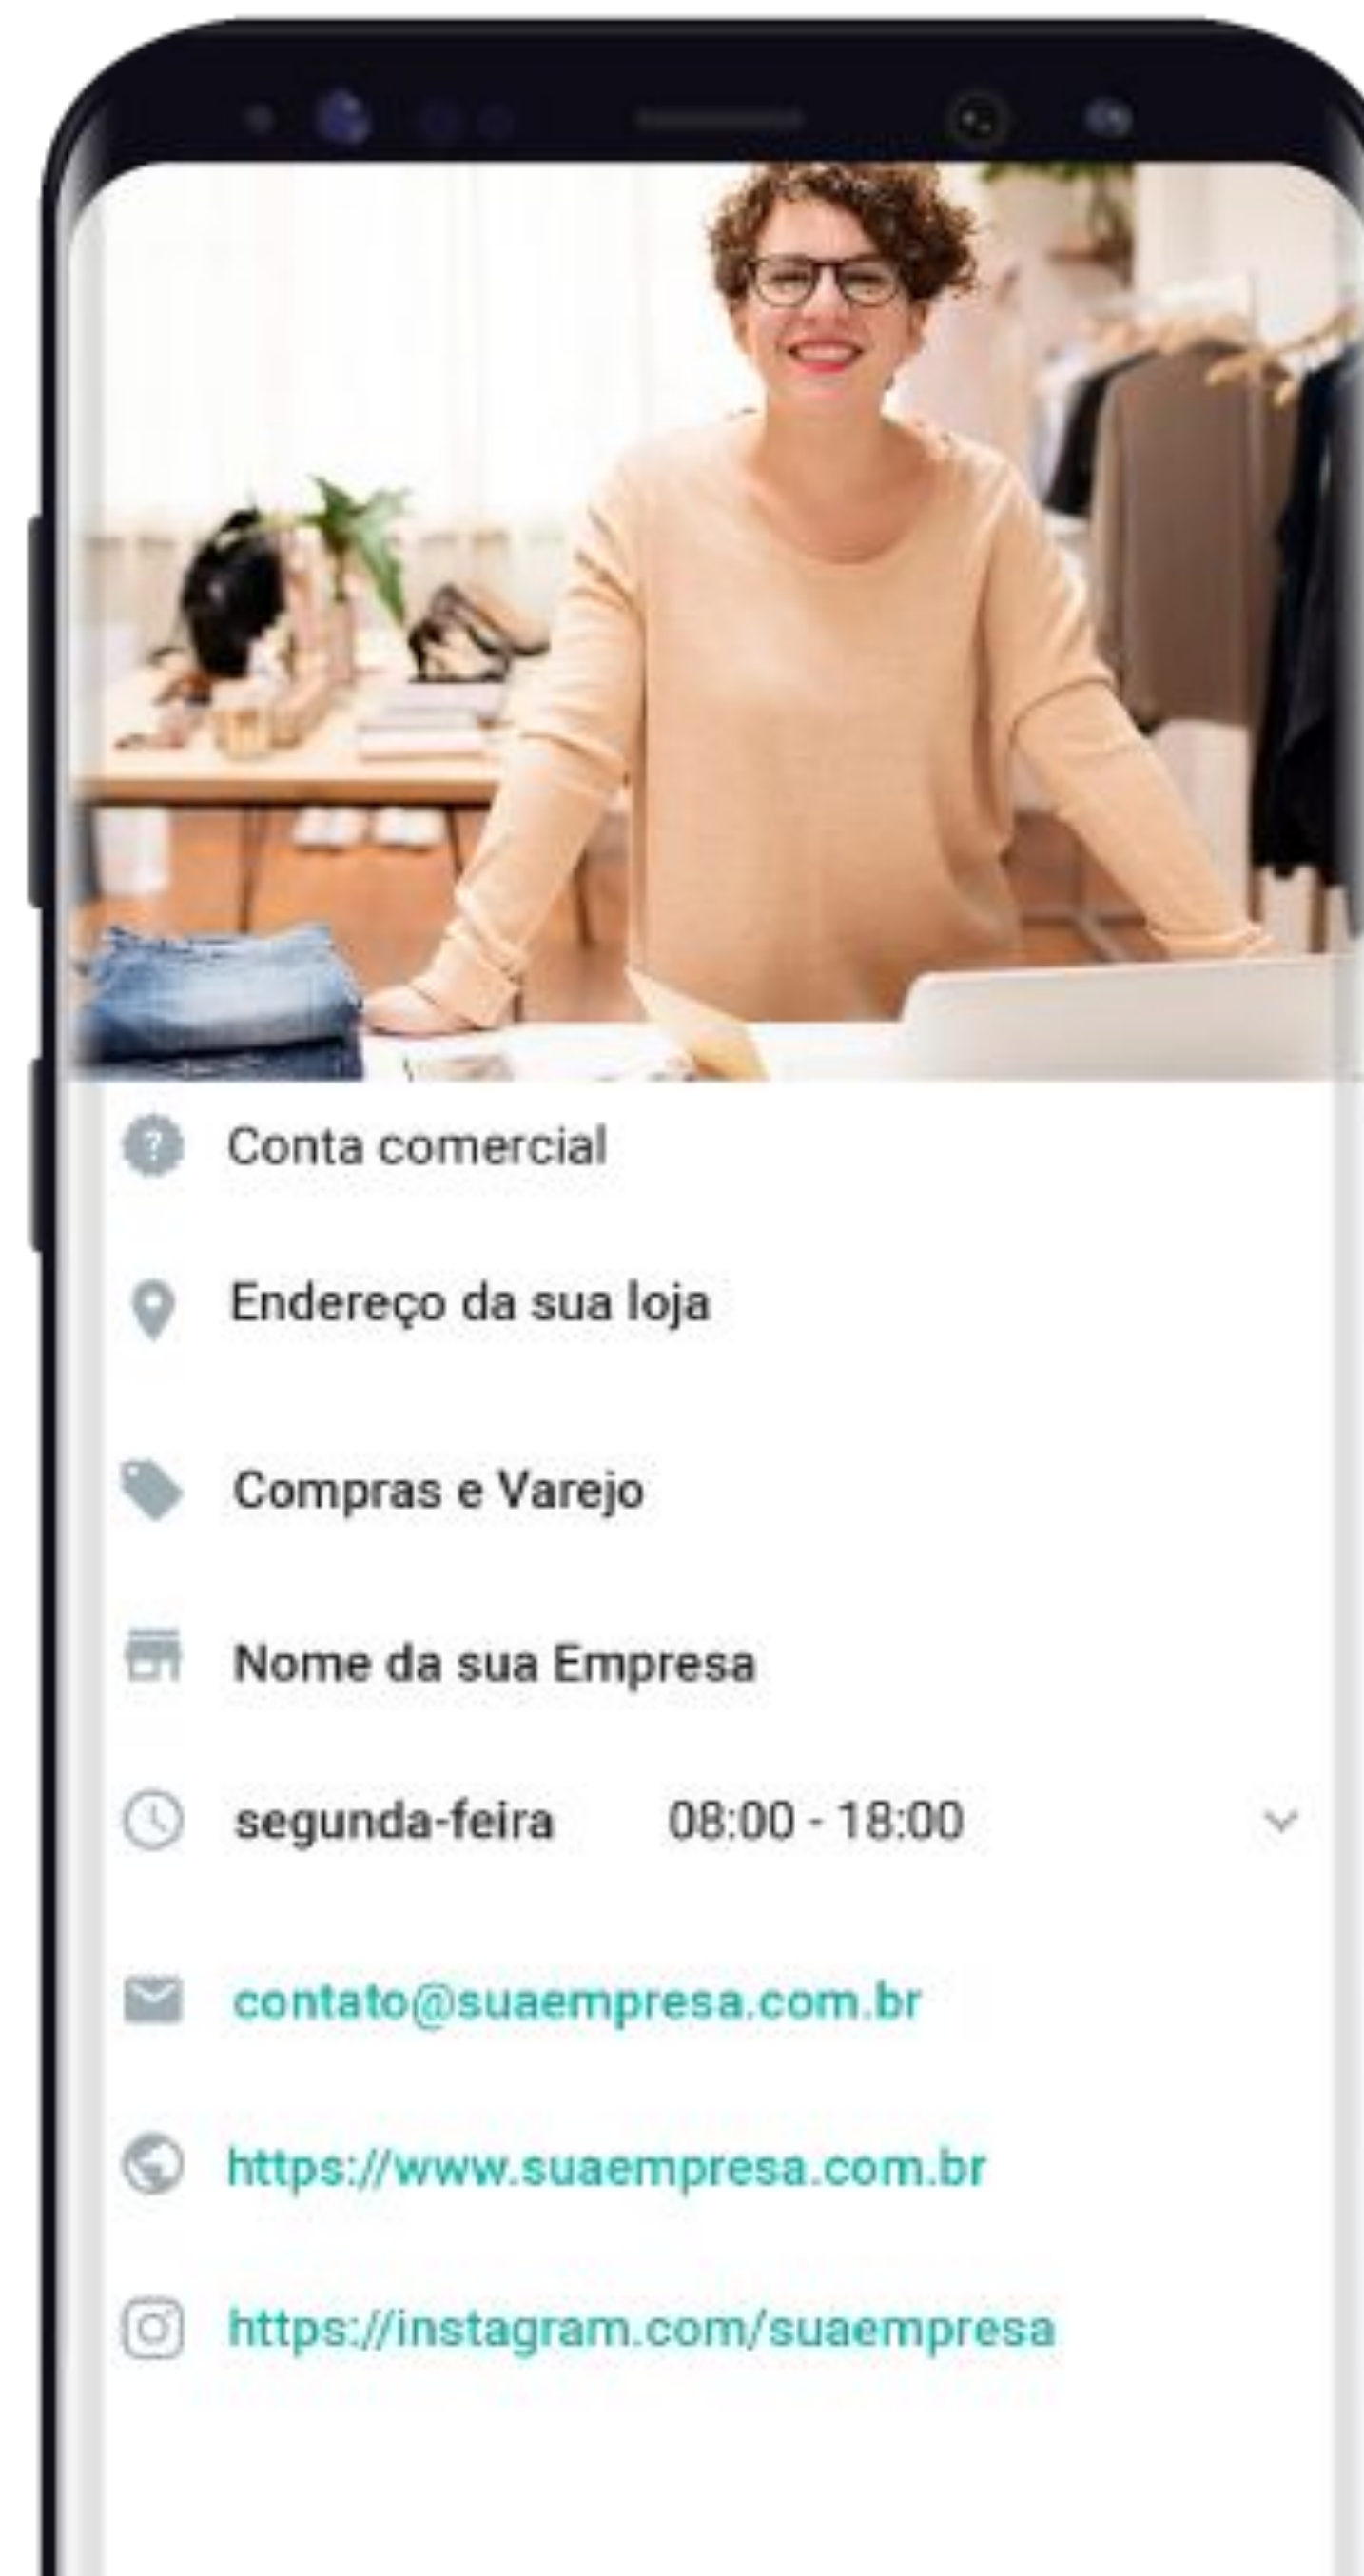 Conta comercial
Endereço da sua loja
Compras e Varejo
Nome da sua Empresa
segunda-feira 08:00 - 18:00
contato@suaempresa.com.br
https://www.suaempresa.com.br
https://instagram.com/suaempresa